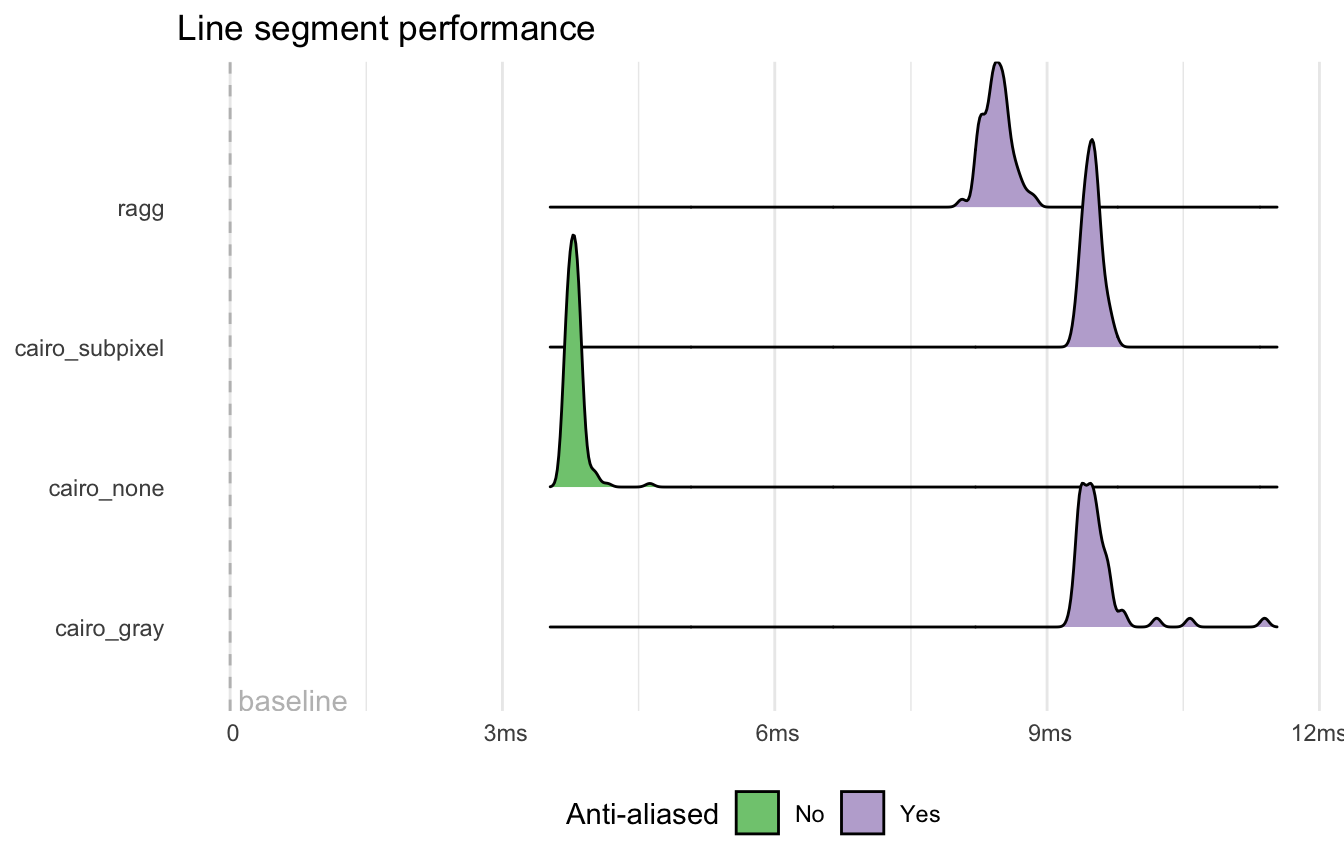 Line segment performance
ragg
cairo_subpixel
cairo_none
cairo_gray
baseline
0 3ms 6ms 9ms 12ms
Anti-aliased No Yes